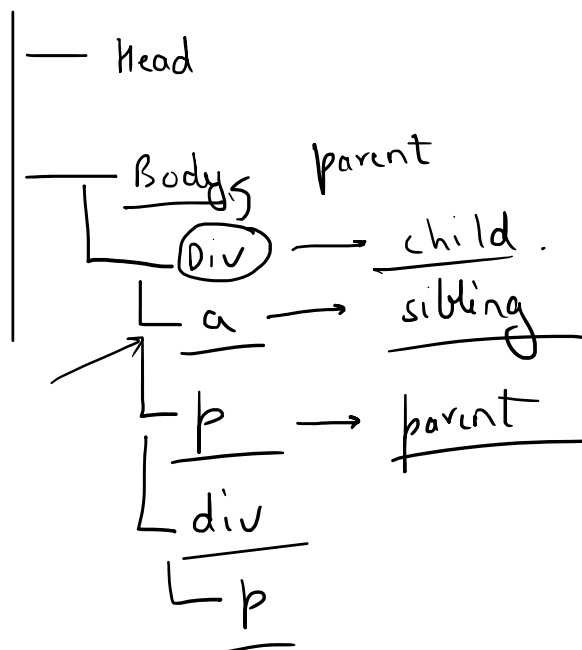 Head
Body parent
Div → child .
a → sibling
p → parent
div
p